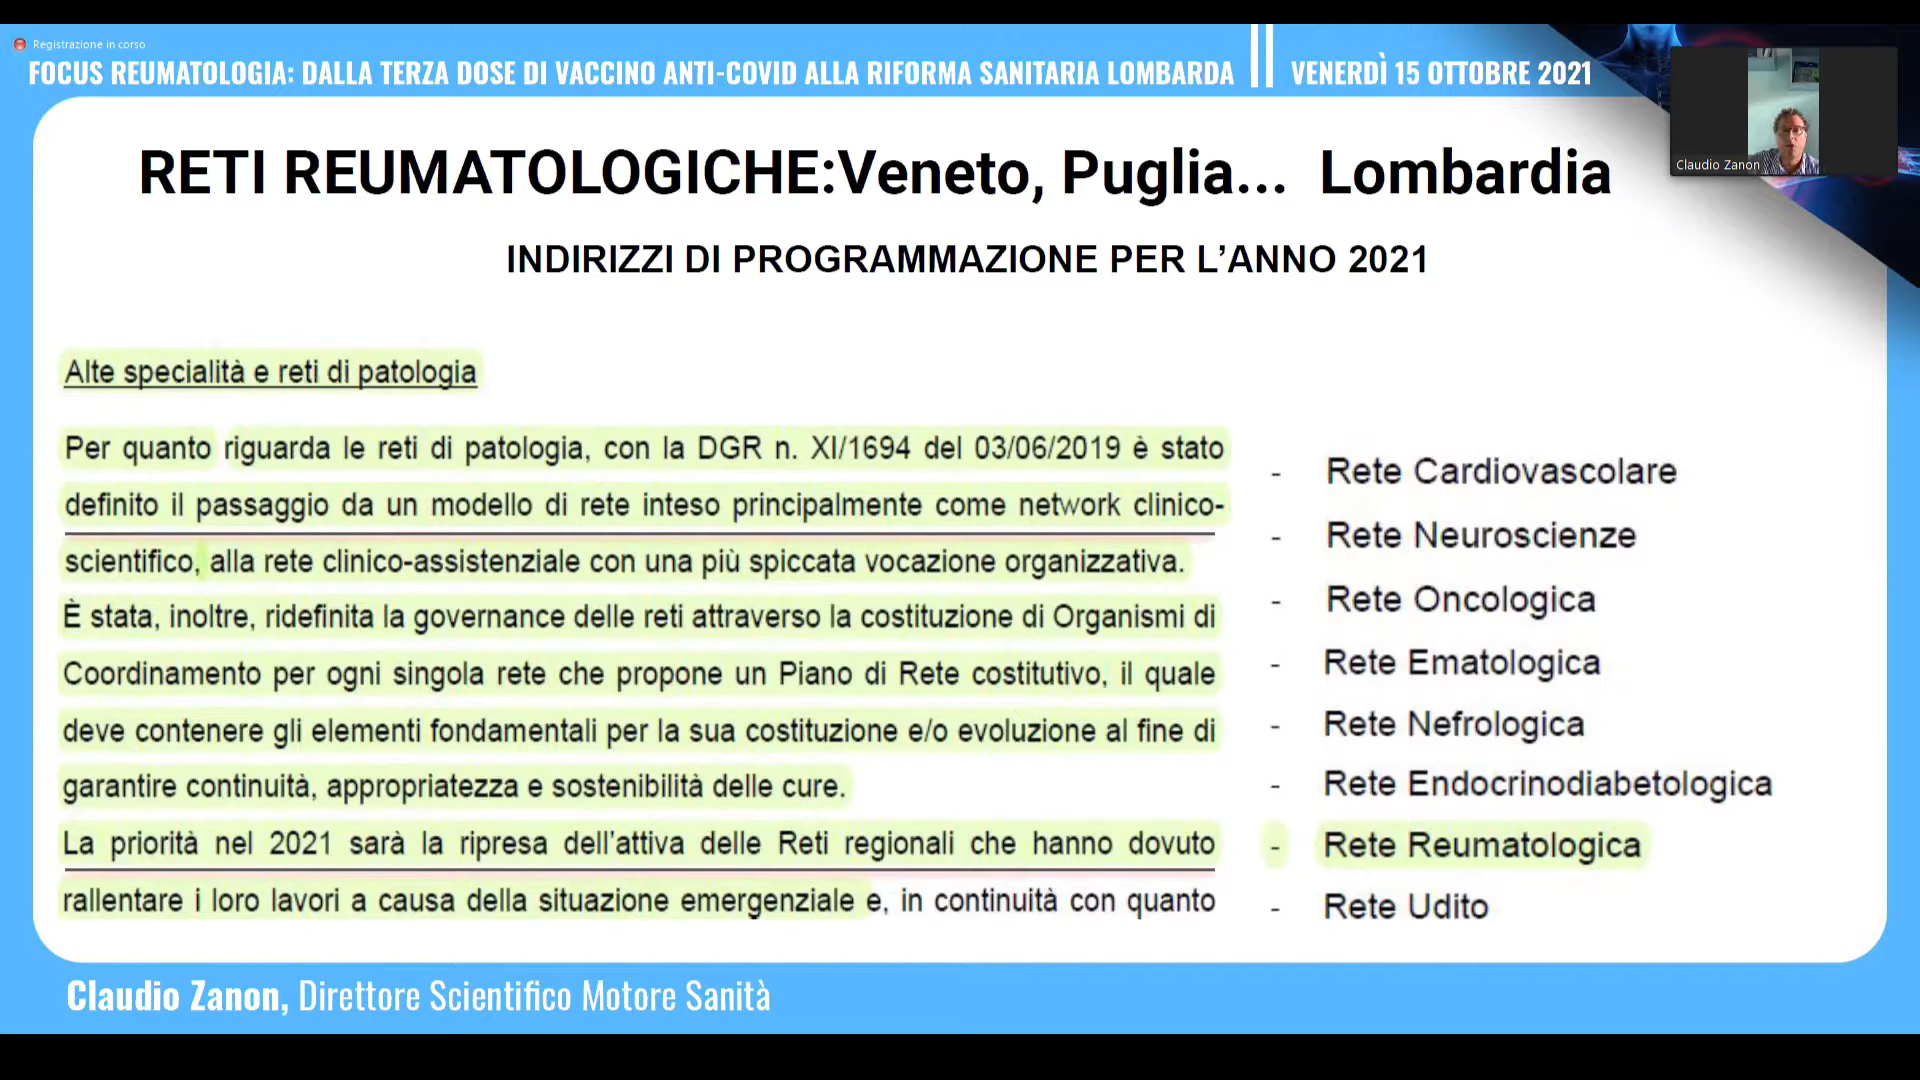 Registrazione in corso
FOCUS REUMATOLOGIA: DALLA TERZA DOSE DI VACCINO ANTI-COVID ALLA RIFORMA SANITARIA LOMBARDA || VENERDÌ 15 OTTOBRE 2021
Claudio Zanon
RETI REUMATOLOGICHE:Veneto, Puglia... Lombardia
INDIRIZZI DI PROGRAMMAZIONE PER L'ANNO 2021
Alte specialità e reti di patologia
Per quanto riguarda le reti di patologia, con la DGR n. XI/1694 del 03/06/2019 è stato
definito il passaggio da un modello di rete inteso principalmente come network clinico-
scientifico, alla rete clinico-assistenziale con una più spiccata vocazione organizzativa.
È stata, inoltre, ridefinita la governance delle reti attraverso la costituzione di Organismi di
Coordinamento per ogni singola rete che propone un Piano di Rete costitutivo, il quale
deve contenere gli elementi fondamentali per la sua costituzione e/o evoluzione al fine di
garantire continuità, appropriatezza e sostenibilità delle cure.
La priorità nel 2021 sarà la ripresa dell'attiva delle Reti regionali che hanno dovuto
rallentare i loro lavori a causa della situazione emergenziale e, in continuità con quanto
- Rete Cardiovascolare
- Rete Neuroscienze
- Rete Oncologica
- Rete Ematologica
- Rete Nefrologica
- Rete Endocrinodiabetologica
- Rete Reumatologica
- Rete Udito
Claudio Zanon, Direttore Scientifico Motore Sanità